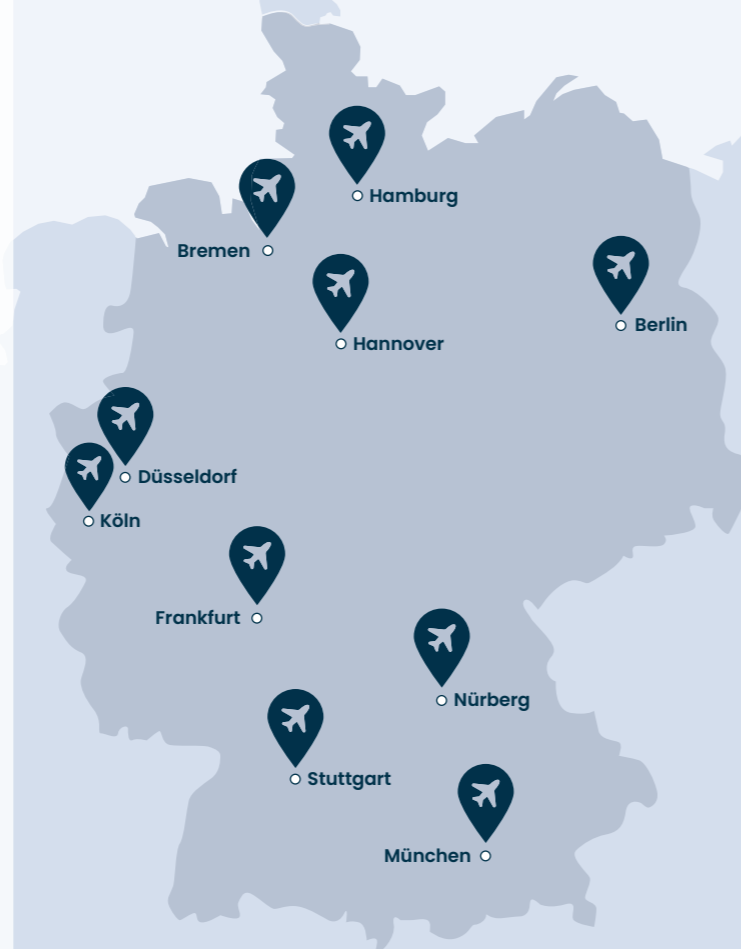 Hamburg
Bremen
Berlin
Hannover
Düsseldorf
Köln
Frankfurt
Nürberg
Stuttgart
München